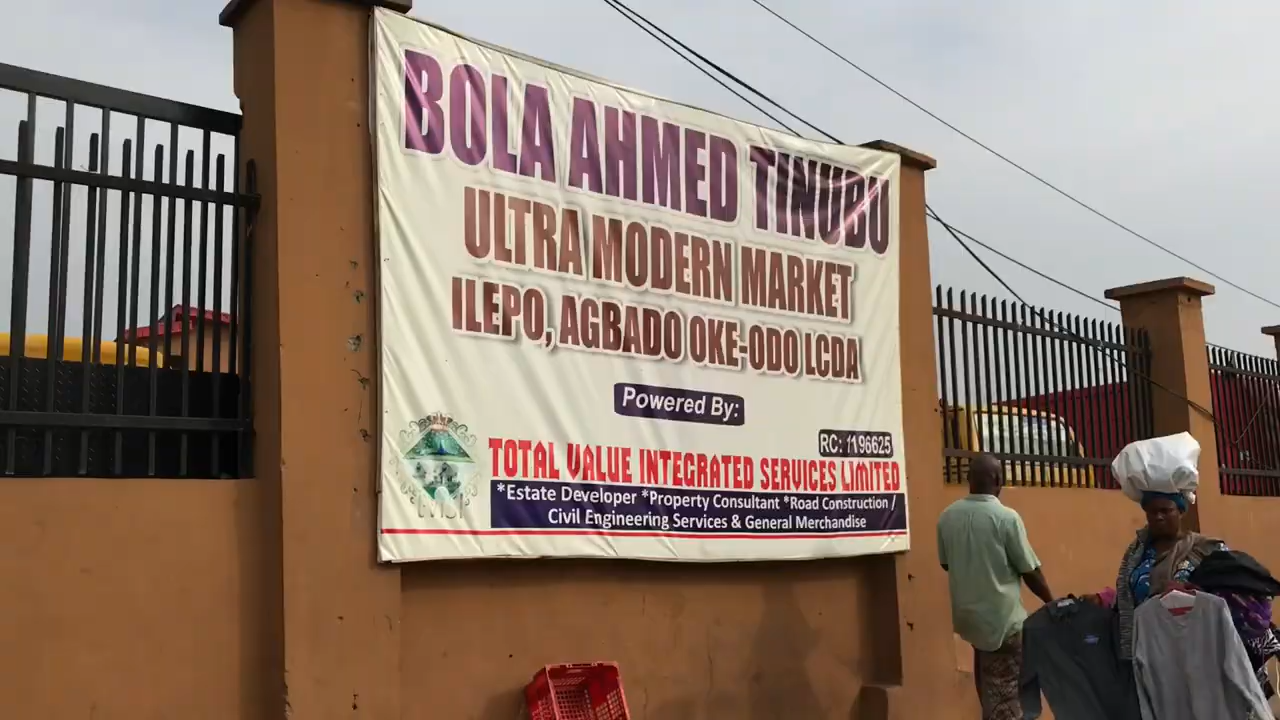 BOLA AHMED TINUBU
ULTRA MODERN MARKET
ILEPO, AGBADO OKE-ODO LCDA
Powered By:
RC: 1196625
TOTAL VALUE INTEGRATED SERVICES LIMITED
*Estate Developer *Property Consultant *Road Construction /
Civil Engineering Services & General Merchandise